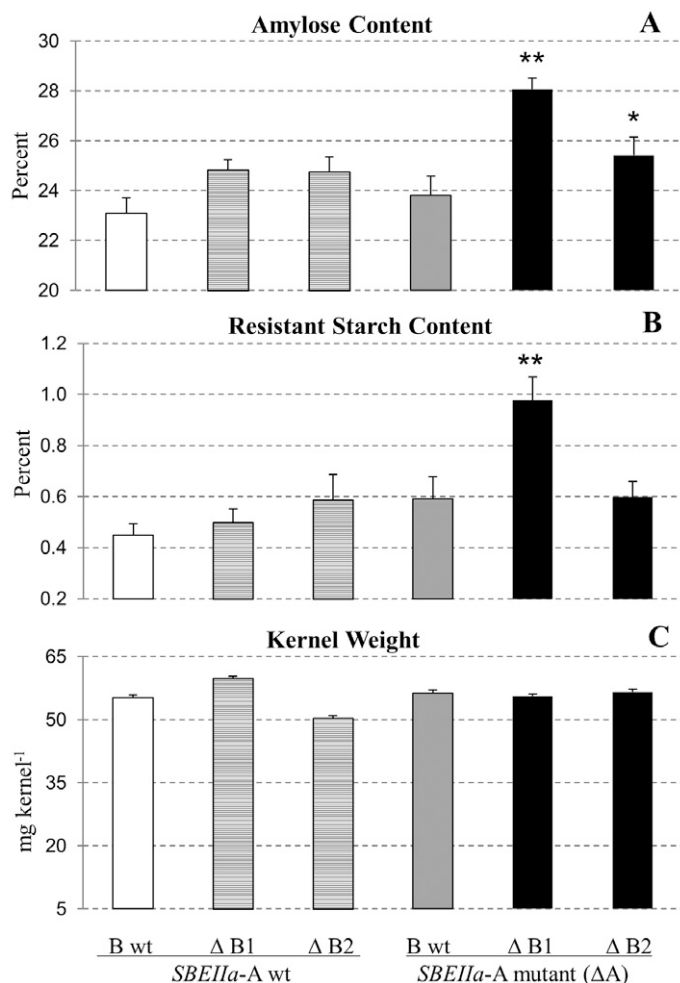 Amylose Content
A
30
28
26
24
22
20
Percent
**
*
Resistant Starch Content
B
1.2
1.0
0.8
0.6
0.4
0.2
Percent
**
Kernel Weight
C
65
50
35
20
5
mg kernel⁻¹
B wt Δ B1 Δ B2 B wt Δ B1 Δ B2
SBEIIa-A wt SBEIIa-A mutant (ΔA)